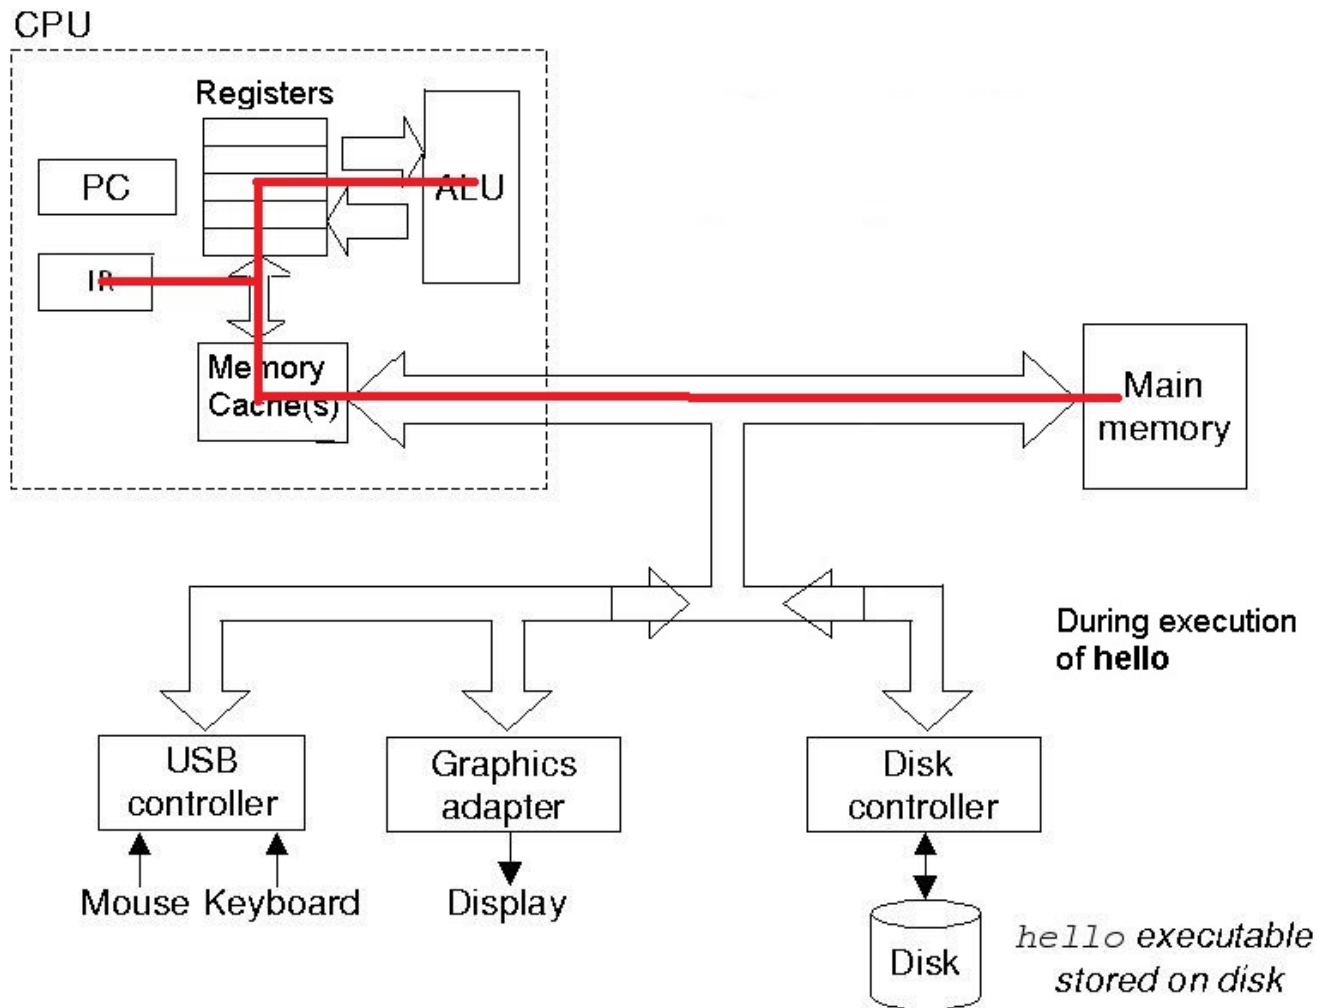 CPU
Registers
PC
ALU
IR
Memory
Cache(s)
Main
memory
During execution
of hello
USB
controller
Graphics
adapter
Disk
controller
Mouse Keyboard
Display
Disk
hello executable
stored on disk